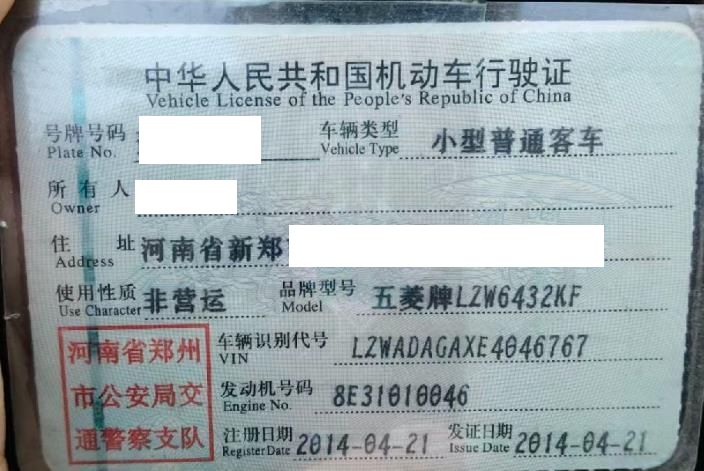 中华人民共和国机动车行驶证
Vehicle License of the People's Republic of China
号牌号码 车辆类型 小型普通客车
Plate No. Vehicle Type
所有人
Owner
住址 河南省新郑
Address
使用性质 非营运 品牌型号 五菱牌LZW6432KF
Use Character Model
河南省郑州 车辆识别代号 LZWADAGAXE4046767
VIN
市公安局交 发动机号码 8E31010046
Engine No.
通警察支队 注册日期 2014-04-21 发证日期 2014-04-21
Register Date Issue Date